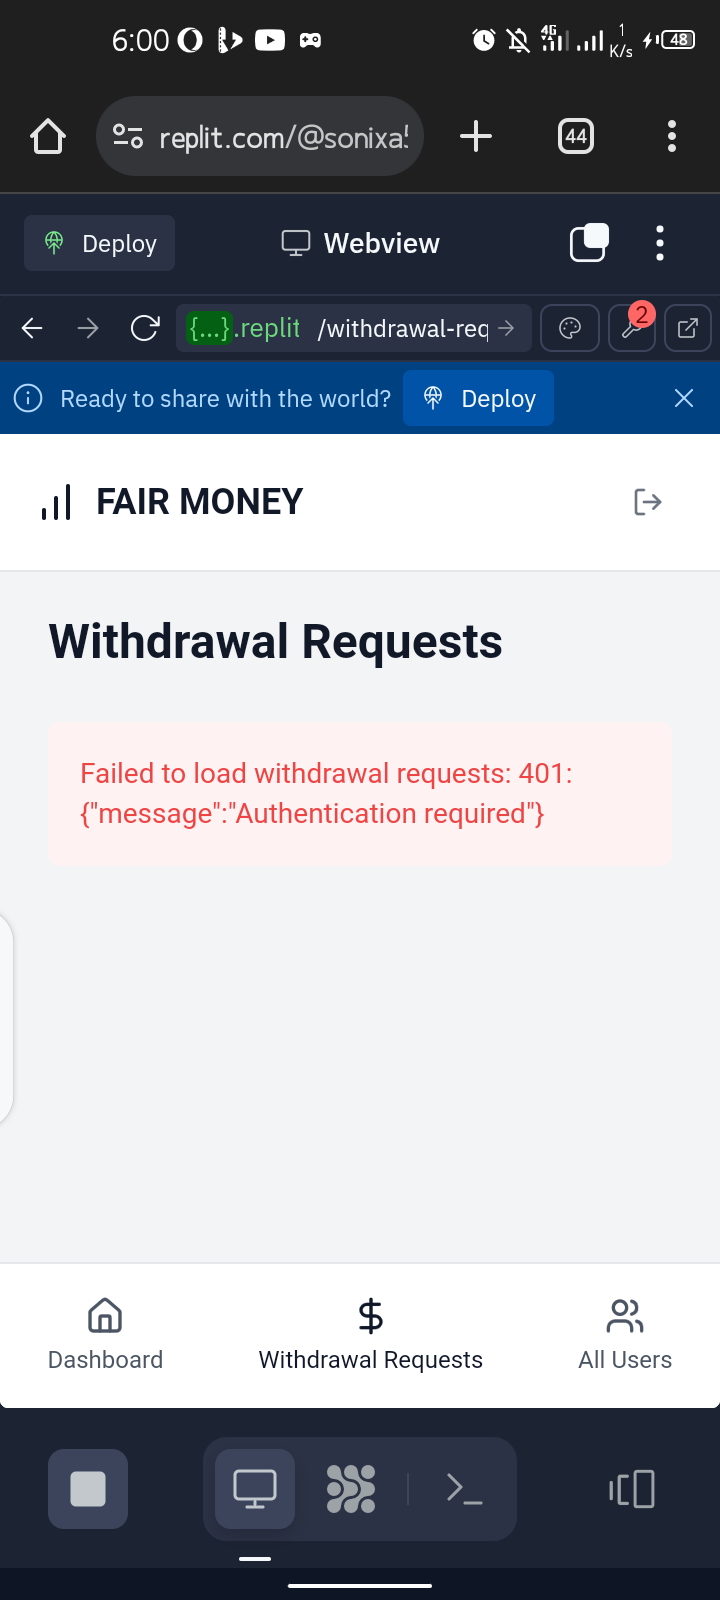 6:00
4G
1
K/s
48
replit.com/@sonixa
44
Deploy
Webview
{...}.replit /withdrawal-req
2
Ready to share with the world?
Deploy
FAIR MONEY
Withdrawal Requests
Failed to load withdrawal requests: 401:
{"message":"Authentication required"}
Dashboard
Withdrawal Requests
All Users